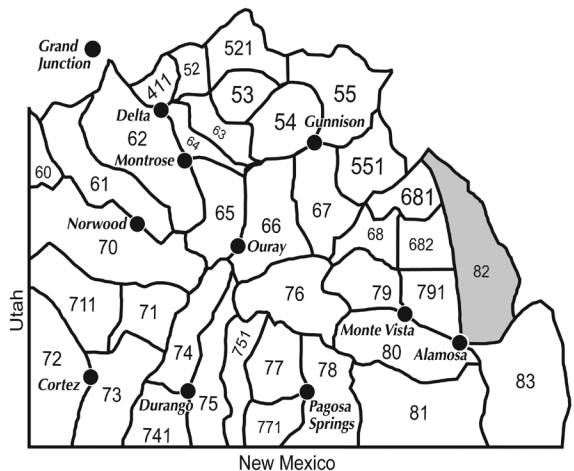 Grand
Junction
521
52
411
53
55
Delta
54
Gunnison
63
62
64
Montrose
551
60
61
681
65
66
67
Norwood
68
682
70
Ouray
82
76
79
791
711
71
Utah
Monte Vista
751
72
74
77
78
80
Alamosa
Cortez
73
83
Durango
75
Pagosa
Springs
81
741
771
New Mexico